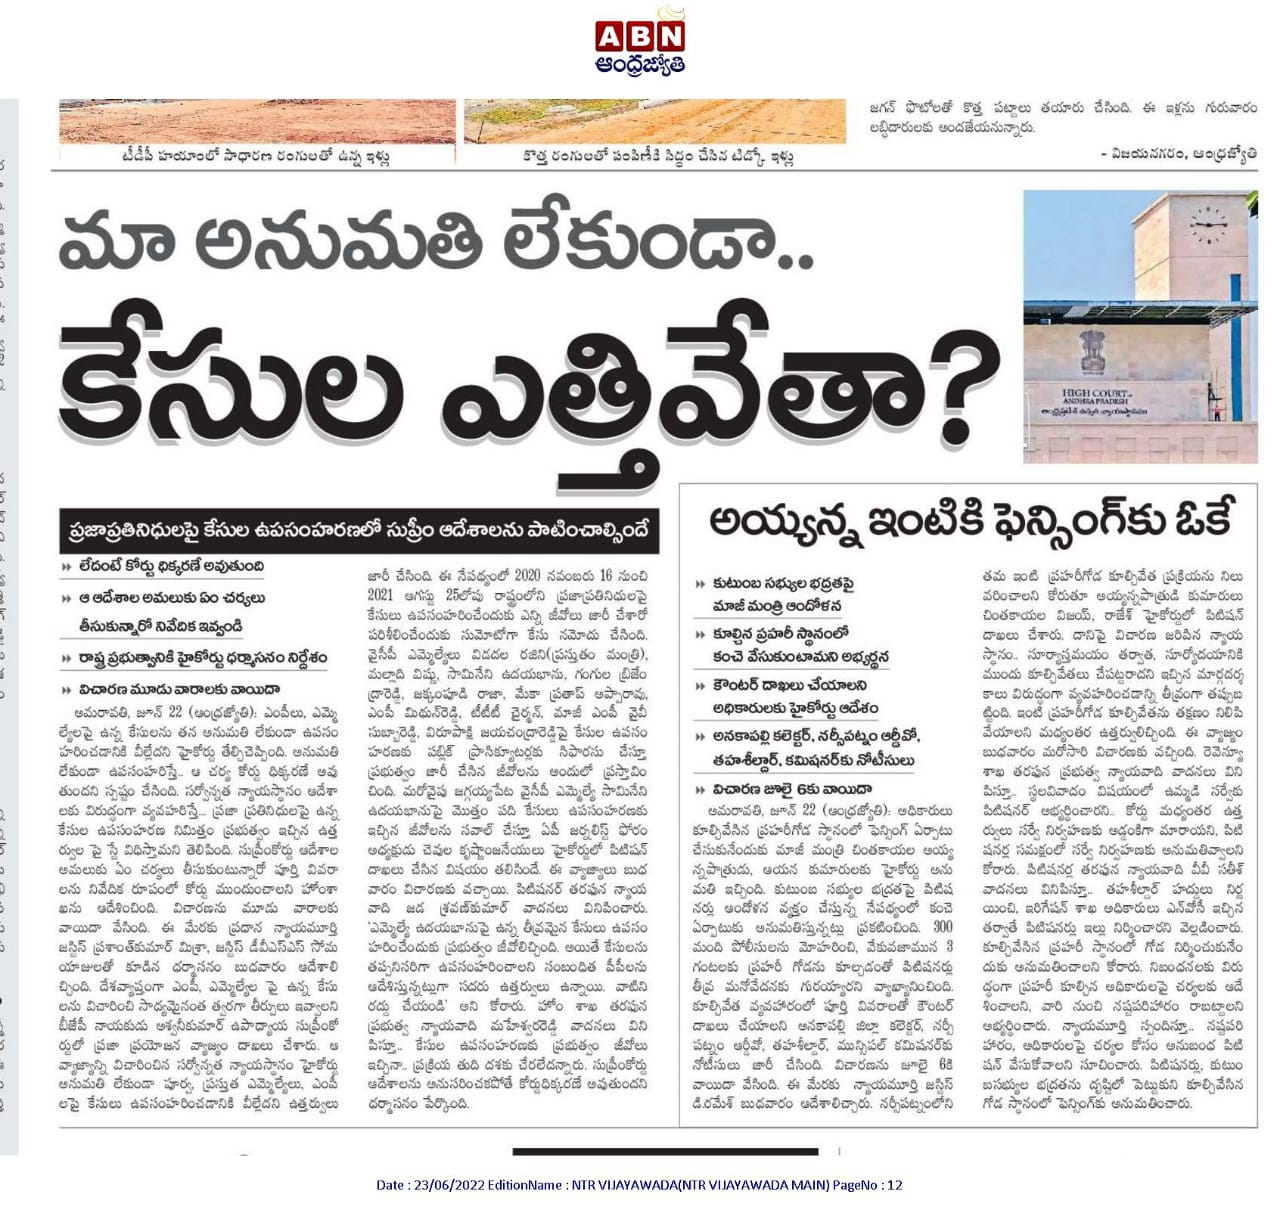 ABN
ఆంధ్రజ్యోతి
టీడీపీ హయాంలో సాధారణ రంగులతో ఉన్న ఇళ్లు
కొత్త రంగులతో పంపిణీకి సిద్ధం చేసిన టిడ్కో ఇళ్లు
జగన్ ఫొటోలతో కొత్త పట్టాలు తయారు చేసింది. ఈ ఇళ్లను గురువారం
లబ్ధిదారులకు అందజేయనున్నారు.
- విజయనగరం, ఆంధ్రజ్యోతి
మా అనుమతి లేకుండా..
కేసుల ఎత్తివేతా?
HIGH COURT OF
ANDHRA PRADESH
ఆంధ్రప్రదేశ్ ఉన్నత న్యాయస్థానము
ప్రజాప్రతినిధులపై కేసుల ఉపసంహరణలో సుప్రీం ఆదేశాలను పాటించాల్సిందే
లేదంటే కోర్టు ధిక్కరణే అవుతుంది
ఆ ఆదేశాల అమలుకు ఏం చర్యలు
తీసుకున్నారో నివేదిక ఇవ్వండి
రాష్ట్ర ప్రభుత్వానికి హైకోర్టు ధర్మాసనం నిర్దేశం
విచారణ మూడు వారాలకు వాయిదా
అమరావతి, జూన్ 22 (ఆంధ్రజ్యోతి): ఎంపీలు, ఎమ్మె
ల్యేలపై ఉన్న కేసులను తన అనుమతి లేకుండా ఉపసం
హరించడానికి వీల్లేదని హైకోర్టు తేల్చిచెప్పింది. అనుమతి
లేకుండా ఉపసంహరిస్తే.. ఆ చర్య కోర్టు ధిక్కరణే అవు
తుందని స్పష్టం చేసింది. సర్వోన్నత న్యాయస్థానం ఆదేశా
లకు విరుద్ధంగా వ్యవహరిస్తే... ప్రజా ప్రతినిధులపై ఉన్న
కేసుల ఉపసంహరణ నిమిత్తం ప్రభుత్వం ఇచ్చిన ఉత్త
ర్వుల పై స్టే విధిస్తామని తెలిపింది. సుప్రీంకోర్టు ఆదేశాల
అమలుకు ఏం చర్యలు తీసుకుంటున్నారో పూర్తి వివరా
లను నివేదిక రూపంలో కోర్టు ముందుంచాలని హోంశా
ఖను ఆదేశించింది. విచారణను మూడు వారాలకు
వాయిదా వేసింది. ఈ మేరకు ప్రధాన న్యాయమూర్తి
జస్టిస్ ప్రశాంత్‌కుమార్ మిశ్రా, జస్టిస్ డీవీఎస్ఎస్ సోమ
యాజులతో కూడిన ధర్మాసనం బుధవారం ఆదేశాలి
చ్చింది. దేశవ్యాప్తంగా ఎంపీ, ఎమ్మెల్యేల పై ఉన్న కేసు
లను విచారించి సాధ్యమైనంత త్వరగా తీర్పులు ఇవ్వాలని
బీజేపీ నాయకుడు అశ్వనీకుమార్ ఉపాధ్యాయ సుప్రీంకో
ర్టులో ప్రజా ప్రయోజన వ్యాజ్యం దాఖలు చేశారు. ఆ
వ్యాజ్యాన్ని విచారించిన సర్వోన్నత న్యాయస్థానం హైకోర్టు
అనుమతి లేకుండా పూర్వ, ప్రస్తుత ఎమ్మెల్యేలు, ఎంపీ
లపై కేసులు ఉపసంహరించడానికి వీల్లేదని ఉత్తర్వులు
జారీ చేసింది. ఈ నేపథ్యంలో 2020 నవంబరు 16 నుంచి
2021 ఆగస్టు 25లోపు రాష్ట్రంలోని ప్రజాప్రతినిధులపై
కేసులు ఉపసంహరించేందుకు ఎన్ని జీవోలు జారీ చేశారో
పరిశీలించేందుకు సుమోటోగా కేసు నమోదు చేసింది.
వైసీపీ ఎమ్మెల్యేలు విడదల రజిని(ప్రస్తుతం మంత్రి),
మల్లాది విష్ణు, సామినేని ఉదయభాను, గంగుల బ్రిజేం
ద్రారెడ్డి, జక్కంపూడి రాజా, మేకా ప్రతాప్ అప్పారావు,
ఎంపీ మిథున్‌రెడ్డి, టీటీటీ చైర్మన్, మాజీ ఎంపీ వైవీ
సుబ్బారెడ్డి, విరూపాక్షి జయచంద్రారెడ్డిపై కేసుల ఉపసం
హరణకు పబ్లిక్ ప్రాసిక్యూటర్లకు సిఫారసు చేస్తూ
ప్రభుత్వం జారీ చేసిన జీవోలను అందులో ప్రస్తావిం
చింది. మరోవైపు జగ్గయ్యపేట వైసీపీ ఎమ్మెల్యే సామినేని
ఉదయభానుపై మొత్తం పది కేసులు ఉపసంహరణకు
ఇచ్చిన జీవోలను సవాల్ చేస్తూ ఏపీ జర్నలిస్ట్ ఫోరం
అధ్యక్షుడు చెవుల కృష్ణాంజనేయులు హైకోర్టులో పిటిషన్
దాఖలు చేసిన విషయం తెలిసిందే. ఈ వ్యాజ్యాలు బుధ
వారం విచారణకు వచ్చాయి. పిటిషనర్ తరఫున న్యాయ
వాది జడ శ్రవణ్‌కుమార్ వాదనలు వినిపించారు.
'ఎమ్మెల్యే ఉదయభానుపై ఉన్న తీవ్రమైన కేసులు ఉపసం
హరించేందుకు ప్రభుత్వం జీవోలిచ్చింది. అయితే కేసులను
తప్పనిసరిగా ఉపసంహరించాలని సంబంధిత పీపీలను
ఆదేశిస్తున్నట్లుగా సదరు ఉత్తర్వులు ఉన్నాయి. వాటిని
రద్దు చేయండి' అని కోరారు. హోం శాఖ తరఫున
ప్రభుత్వ న్యాయవాది మహేశ్వరరెడ్డి వాదనలు విని
పిస్తూ.. కేసుల ఉపసంహరణకు ప్రభుత్వం జీవోలు
ఇచ్చినా.. ప్రక్రియ తుది దశకు చేరలేదన్నారు. సుప్రీంకోర్టు
ఆదేశాలను అనుసరించకపోతే కోర్టుధిక్కరణే అవుతుందని
ధర్మాసనం పేర్కొంది.
అయ్యన్న ఇంటికి ఫెన్సింగ్‌కు ఓకే
కుటుంబ సభ్యుల భద్రతపై
మాజీ మంత్రి ఆందోళన
కూల్చిన ప్రహరీ స్థానంలో
కంచె వేసుకుంటామని అభ్యర్థన
కౌంటర్ దాఖలు చేయాలని
అధికారులకు హైకోర్టు ఆదేశం
అనకాపల్లి కలెక్టర్, నర్సీపట్నం ఆర్డీవో,
తహశీల్దార్, కమిషనర్‌కు నోటీసులు
విచారణ జూలై 6కు వాయిదా
అమరావతి, జూన్ 22 (ఆంధ్రజ్యోతి): అధికారులు
కూల్చివేసిన ప్రహరీగోడ స్థానంలో ఫెన్సింగ్ ఏర్పాటు
చేసుకునేందుకు మాజీ మంత్రి చింతకాయల అయ్య
న్నపాత్రుడు, ఆయన కుమారులకు హైకోర్టు అను
మతి ఇచ్చింది. కుటుంబ సభ్యుల భద్రతపై పిటిష
నర్లు ఆందోళన వ్యక్తం చేస్తున్న నేపథ్యంలో కంచె
ఏర్పాటుకు అనుమతిస్తున్నట్లు ప్రకటించింది. 300
మంది పోలీసులను మోహరించి, వేకువజామున 3
గంటలకు ప్రహరీ గోడను కూల్చడంతో పిటిషనర్లు
తీవ్ర మనోవేదనకు గురయ్యారని వ్యాఖ్యానించింది.
కూల్చివేత వ్యవహారంలో పూర్తి వివరాలతో కౌంటర్
దాఖలు చేయాలని అనకాపల్లి జిల్లా కలెక్టర్, నర్సీ
పట్నం ఆర్డీవో, తహశీల్దార్, మున్సిపల్ కమిషనర్‌కు
నోటీసులు జారీ చేసింది. విచారణను జూలై 6కి
వాయిదా వేసింది. ఈ మేరకు న్యాయమూర్తి జస్టిస్
డి.రమేశ్ బుధవారం ఆదేశాలిచ్చారు. నర్సీపట్నంలోని
తమ ఇంటి ప్రహరీగోడ కూల్చివేత ప్రక్రియను నిలు
వరించాలని కోరుతూ అయ్యన్నపాత్రుడి కుమారులు
చింతకాయల విజయ్, రాజేశ్ హైకోర్టులో పిటిషన్
దాఖలు చేశారు. దానిపై విచారణ జరిపిన న్యాయ
స్థానం.. సూర్యాస్తమయం తర్వాత, సూర్యోదయానికి
ముందు కూల్చివేతలు చేపట్టరాదని ఇచ్చిన మార్గదర్శ
కాలు విరుద్ధంగా వ్యవహరించడాన్ని తీవ్రంగా తప్పుబ
ట్టింది. ఇంటి ప్రహరీగోడ కూల్చివేతను తక్షణం నిలిపి
వేయాలని మధ్యంతర ఉత్తర్వులిచ్చింది. ఈ వ్యాజ్యం
బుధవారం మరోసారి విచారణకు వచ్చింది. రెవెన్యూ
శాఖ తరఫున ప్రభుత్వ న్యాయవాది వాదనలు విని
పిస్తూ.. స్థలవివాదం విషయంలో ఉమ్మడి సర్వేకు
పిటిషనర్ అభ్యర్థించారని.. కోర్టు మధ్యంతర ఉత్త
ర్వులు సర్వే నిర్వహణకు అడ్డంకిగా మారాయని, పిటి
షనర్ల సమక్షంలో సర్వే నిర్వహణకు అనుమతివ్వాలని
కోరారు. పిటిషనర్ల తరఫున న్యాయవాది వీవీ సతీశ్
వాదనలు వినిపిస్తూ.. తహశీల్దార్ హద్దులు నిర్ణ
యించి, ఇరిగేషన్ శాఖ అధికారులు ఎన్‌వోసీ ఇచ్చిన
తర్వాతే పిటిషనర్లు ఇల్లు నిర్మించారని వెల్లడించారు.
కూల్చివేసిన ప్రహరీ స్థానంలో గోడ నిర్మించుకునేం
దుకు అనుమతించాలని కోరారు. నిబంధనలకు విరు
ద్ధంగా ప్రహరీ కూల్చిన అధికారులపై చర్యలకు ఆదే
శించాలని, వారి నుంచి నష్టపరిహారం రాబట్టాలని
అభ్యర్థించారు. న్యాయమూర్తి స్పందిస్తూ.. నష్టపరి
హారం, అధికారులపై చర్యల కోసం అనుబంధ పిటి
షన్ వేసుకోవాలని సూచించారు. పిటిషనర్లు, కుటుం
బసభ్యుల భద్రతను దృష్టిలో పెట్టుకుని కూల్చివేసిన
గోడ స్థానంలో ఫెన్సింగ్‌కు అనుమతించారు.
Date : 23/06/2022 EditionName : NTR VIJAYAWADA(NTR VIJAYAWADA MAIN) PageNo : 12